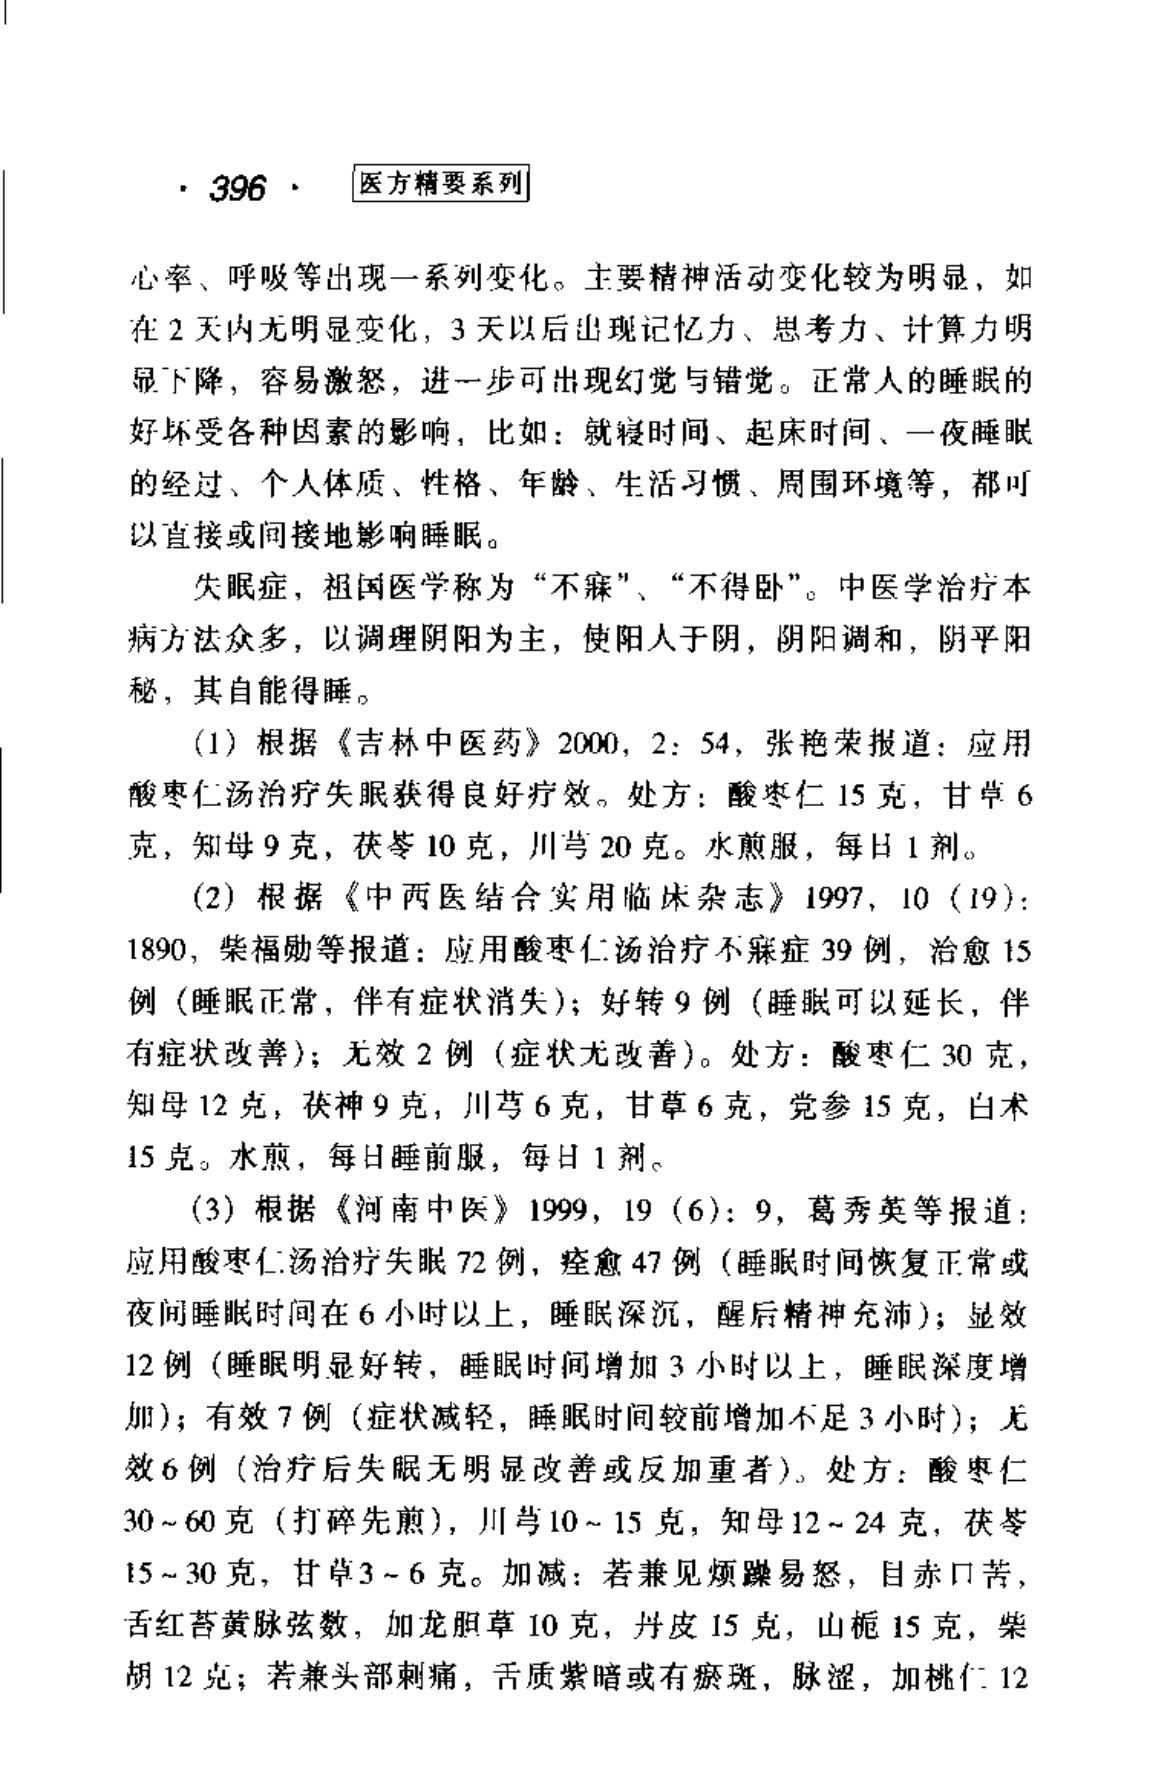 · 396 · 医方精要系列
心率、呼吸等出现一系列变化。主要精神活动变化较为明显，如
在 2 天内无明显变化，3 天以后出现记忆力、思考力、计算力明
显下降，容易激怒，进一步可出现幻觉与错觉。正常人的睡眠的
好坏受各种因素的影响，比如：就寝时间、起床时间、一夜睡眠
的经过、个人体质、性格、年龄、生活习惯、周围环境等，都可
以直接或间接地影响睡眠。
失眠症，祖国医学称为“不寐”、“不得卧”。中医学治疗本
病方法众多，以调理阴阳为主，使阳人于阴，阴阳调和，阴平阳
秘，其自能得睡。
（1）根据《吉林中医药》2000，2：54，张艳荣报道：应用
酸枣仁汤治疗失眠获得良好疗效。处方：酸枣仁 15 克，甘草 6
克，知母 9 克，茯苓 10 克，川芎 20 克。水煎服，每日 1 剂。
（2）根据《中西医结合实用临床杂志》1997，10（19）：
1890，柴福勋等报道：应用酸枣仁汤治疗不寐症 39 例，治愈 15
例（睡眠正常，伴有症状消失）；好转 9 例（睡眠可以延长，伴
有症状改善）；无效 2 例（症状无改善）。处方：酸枣仁 30 克，
知母 12 克，茯神 9 克，川芎 6 克，甘草 6 克，党参 15 克，白术
15 克。水煎，每日睡前服，每日 1 剂。
（3）根据《河南中医》1999，19（6）：9，葛秀英等报道：
应用酸枣仁汤治疗失眠 72 例，痊愈 47 例（睡眠时间恢复正常或
夜间睡眠时间在 6 小时以上，睡眠深沉，醒后精神充沛）；显效
12 例（睡眠明显好转，睡眠时间增加 3 小时以上，睡眠深度增
加）；有效 7 例（症状减轻，睡眠时间较前增加不足 3 小时）；无
效 6 例（治疗后失眠无明显改善或反加重者）。处方：酸枣仁
30～60 克（打碎先煎），川芎 10～15 克，知母 12～24 克，茯苓
15～30 克，甘草 3～6 克。加减：若兼见烦躁易怒，目赤口苦，
舌红苔黄脉弦数，加龙胆草 10 克，丹皮 15 克，山栀 15 克，柴
胡 12 克；若兼头部刺痛，舌质紫暗或有瘀斑，脉涩，加桃仁 12